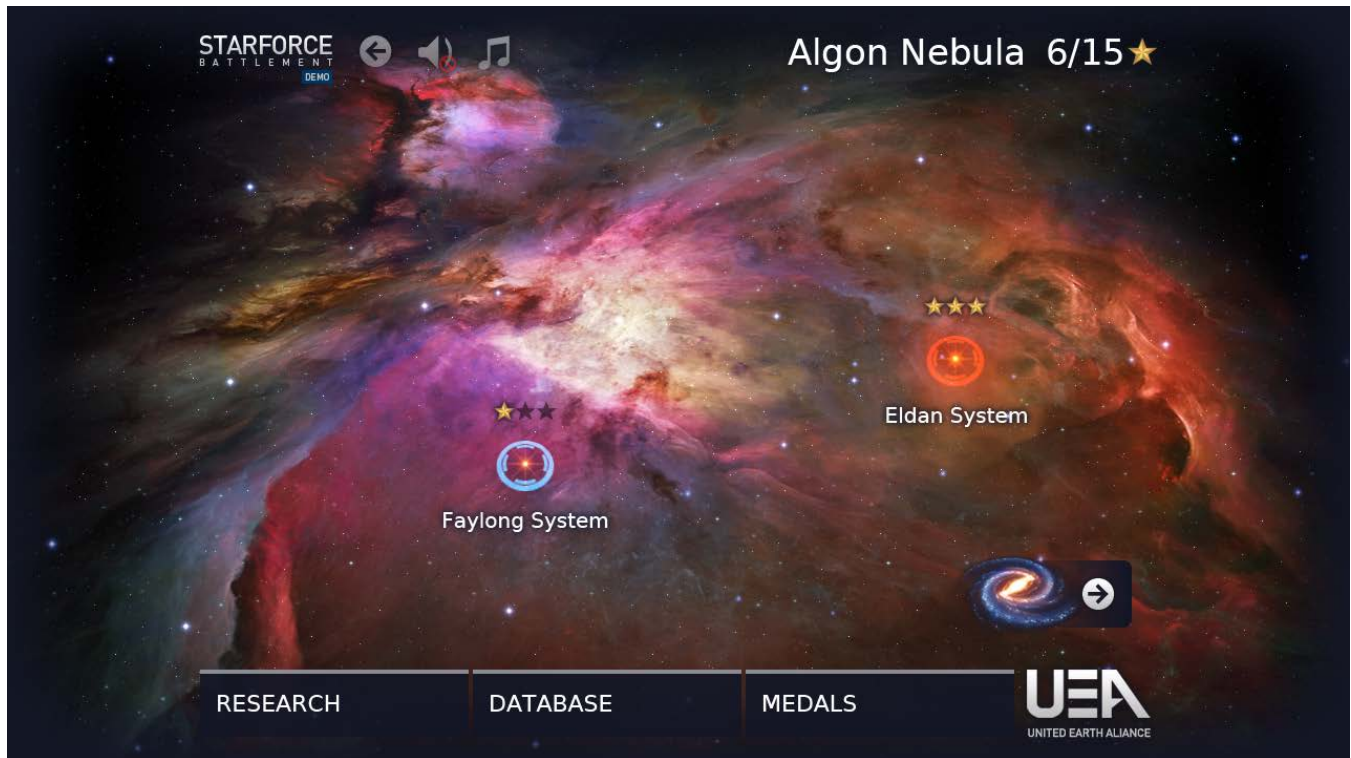 STARFORCE
BATTLEMENT
DEMO
Algon Nebula 6/15
Eldan System
Faylong System
RESEARCH
DATABASE
MEDALS
UEA
UNITED EARTH ALIANCE